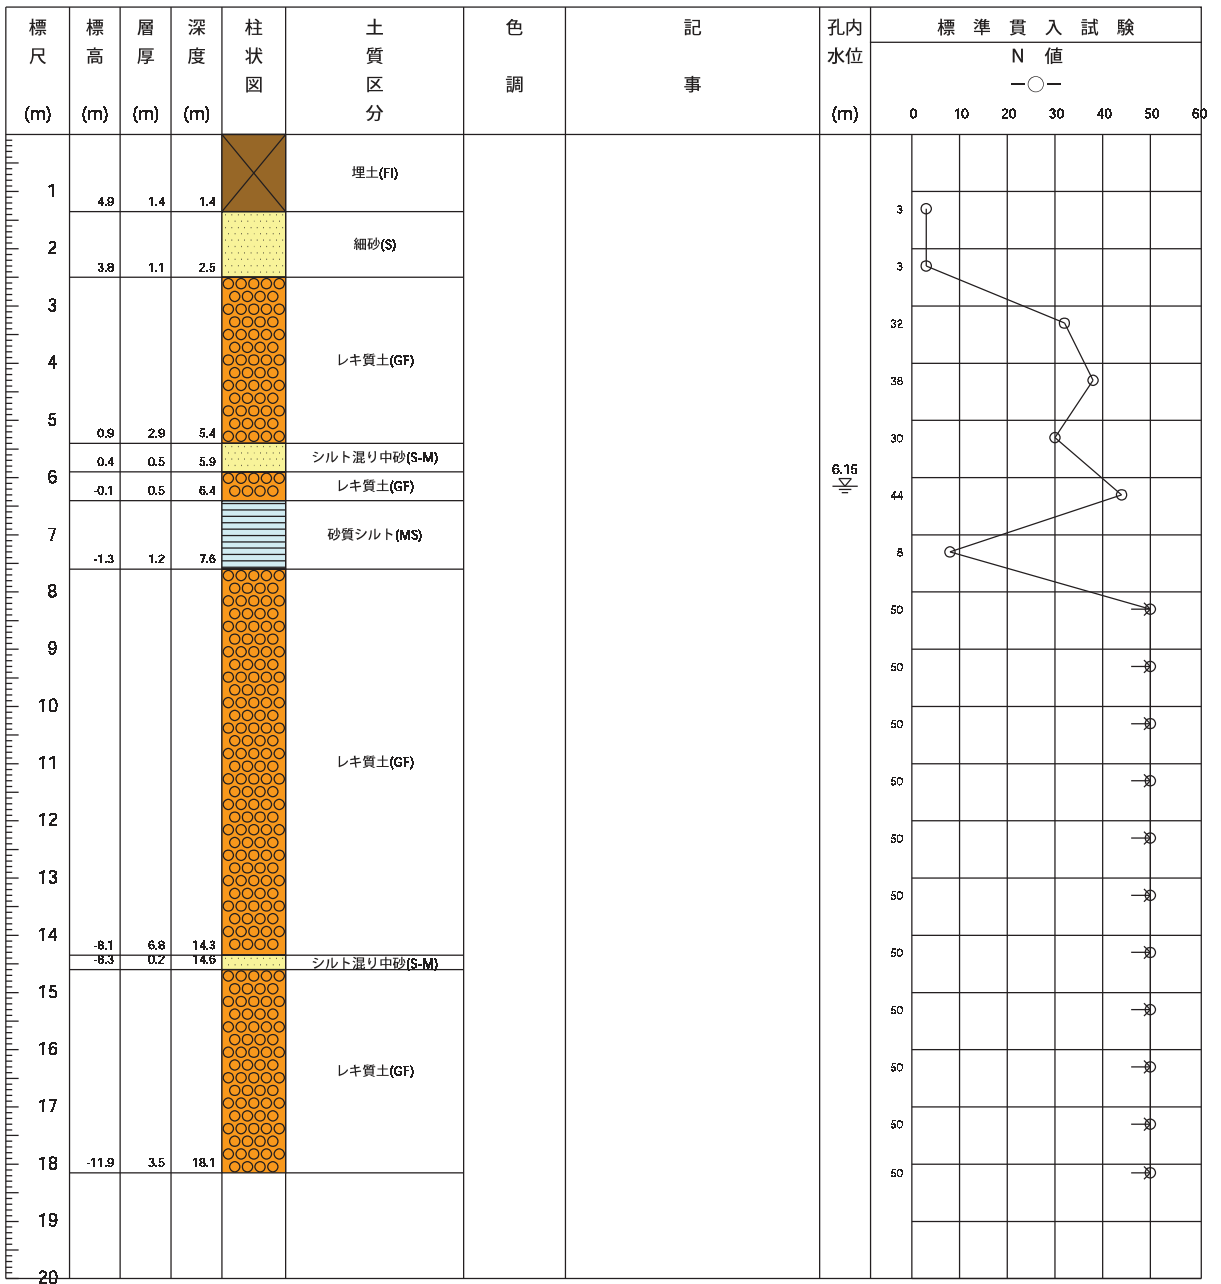 標尺(m) 標高(m) 層厚(m) 深度(m) 柱状図 土質区分 色調 記事 孔内水位(m) 標準貫入試験
N 値
0 10 20 30 40 50 60
埋土(FI)
1
4.9 1.4 1.4
3
細砂(S)
2
3.8 1.1 2.5
3
3
32
レキ質土(GF)
4
38
5
0.9 2.9 5.4
30
シルト混り中砂(S-M)
0.4 0.5 5.9
6
6.15
レキ質土(GF)
-0.1 0.5 6.4
44
7
砂質シルト(MS)
-1.3 1.2 7.6
8
8
50
9
50
10
50
11
レキ質土(GF)
50
12
50
13
50
14
-8.1 6.8 14.3
50
-8.3 0.2 14.6
シルト混り中砂(S-M)
15
50
16
レキ質土(GF)
50
17
50
18
-11.9 3.5 18.1
50
19
20